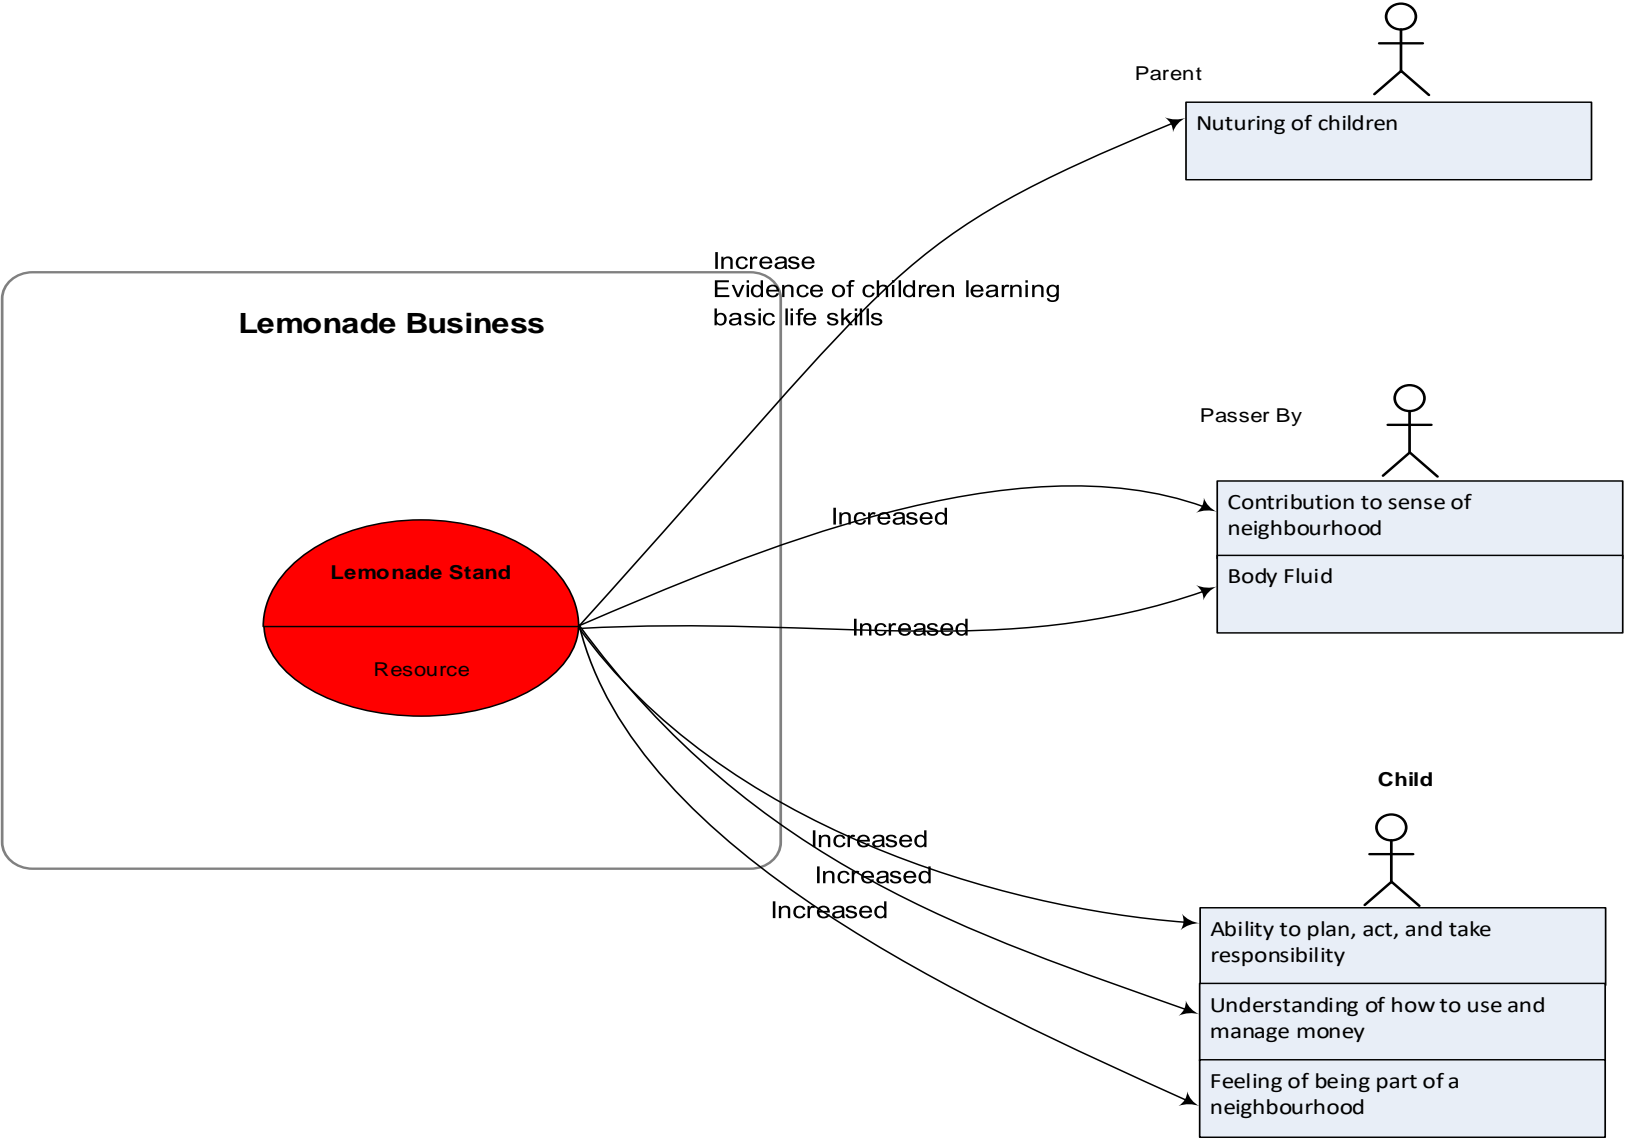 Parent
Nuturing of children
Increase
Evidence of children learning
basic life skills
Lemonade Business
Passer By
Contribution to sense of
neighbourhood
Increased
Body Fluid
Increased
Lemonade Stand
Resource
Child
Increased
Increased
Increased
Ability to plan, act, and take
responsibility
Understanding of how to use and
manage money
Feeling of being part of a
neighbourhood